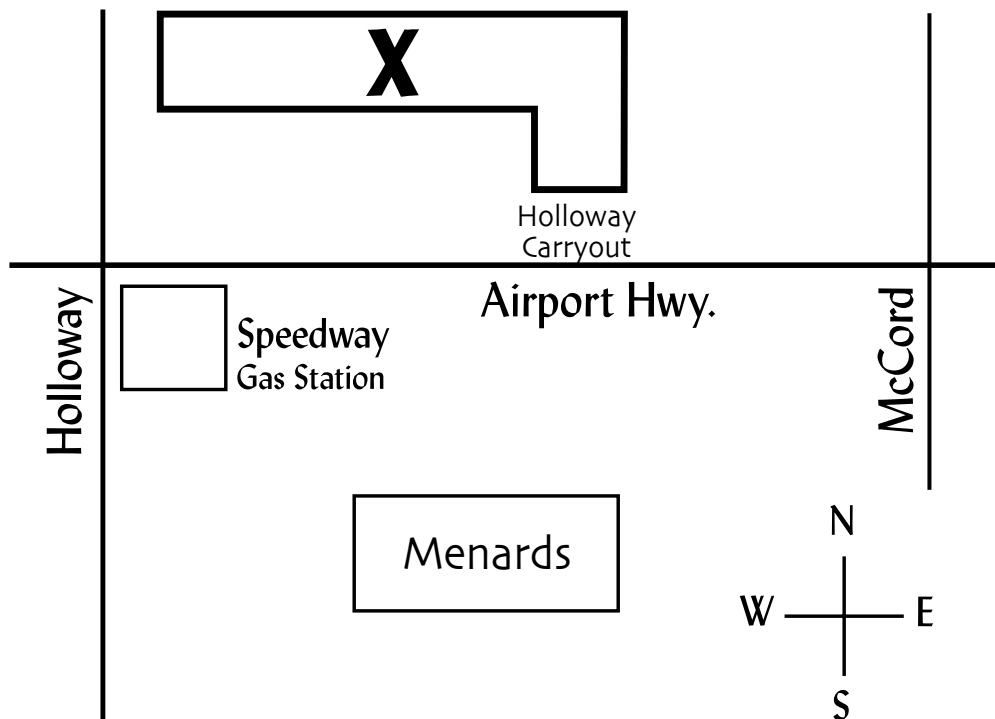 X
Holloway
Carryout
Airport Hwy.
Holloway
Speedway
Gas Station
McCord
Menards
N
W
E
S